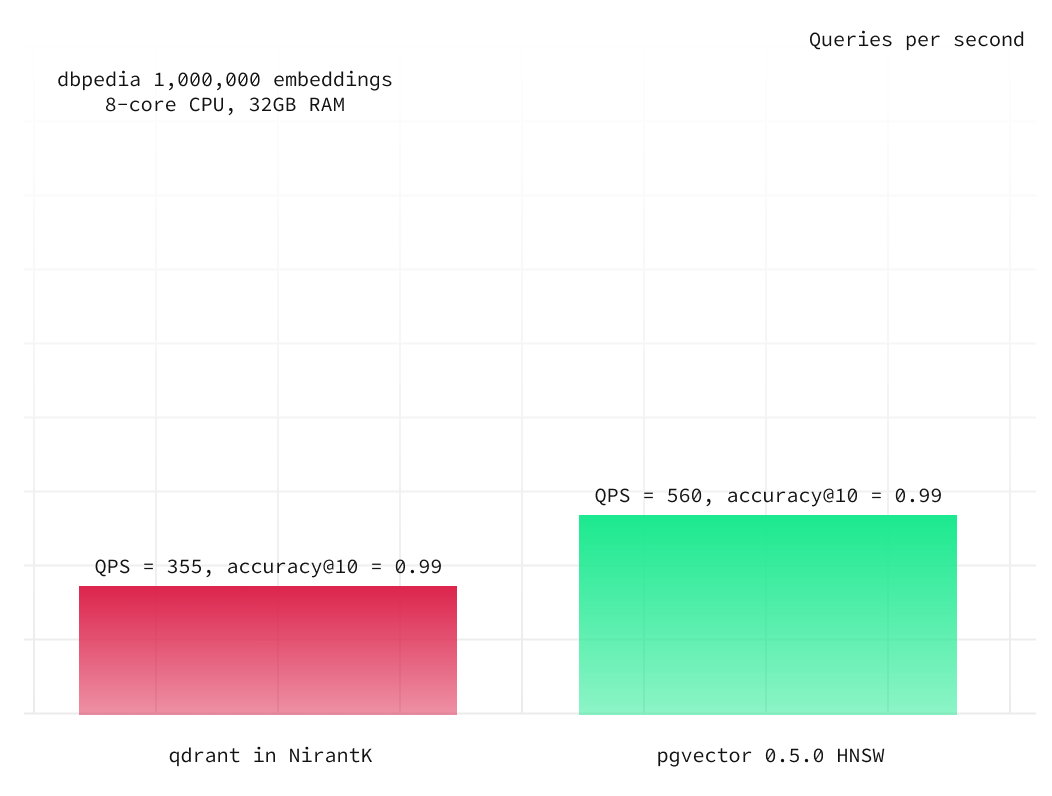 Queries per second
dbpedia 1,000,000 embeddings
8-core CPU, 32GB RAM
QPS = 560, accuracy@10 = 0.99
QPS = 355, accuracy@10 = 0.99
qdrant in NirantK
pgvector 0.5.0 HNSW